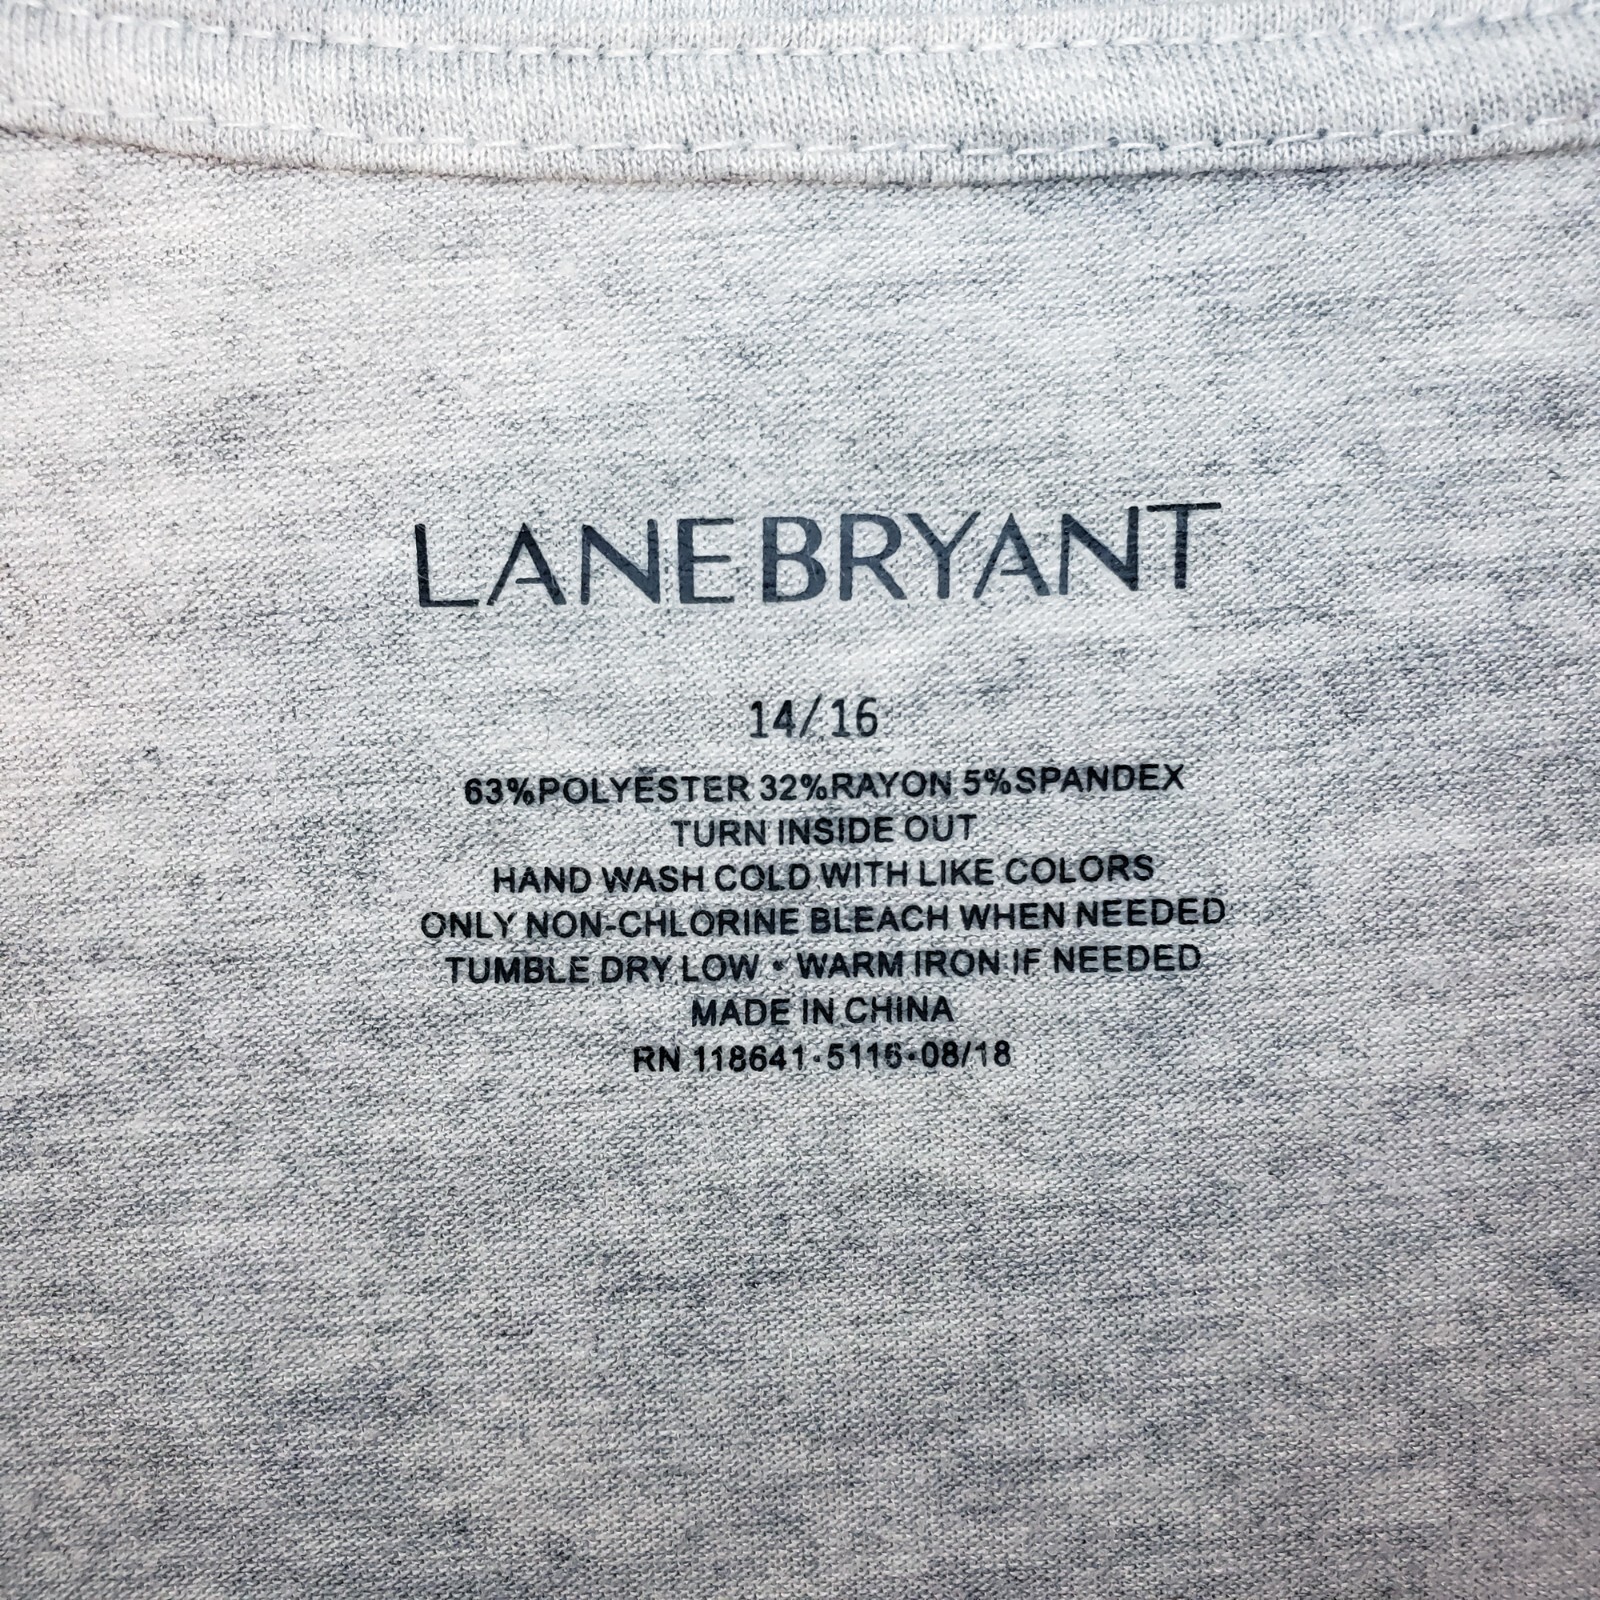 LANE BRYANT
14/16
63%POLYESTER 32%RAYON 5%SPANDEX
TURN INSIDE OUT
HAND WASH COLD WITH LIKE COLORS
ONLY NON-CHLORINE BLEACH WHEN NEEDED
TUMBLE DRY LOW • WARM IRON IF NEEDED
MADE IN CHINA
RN 118641•5116•08/18